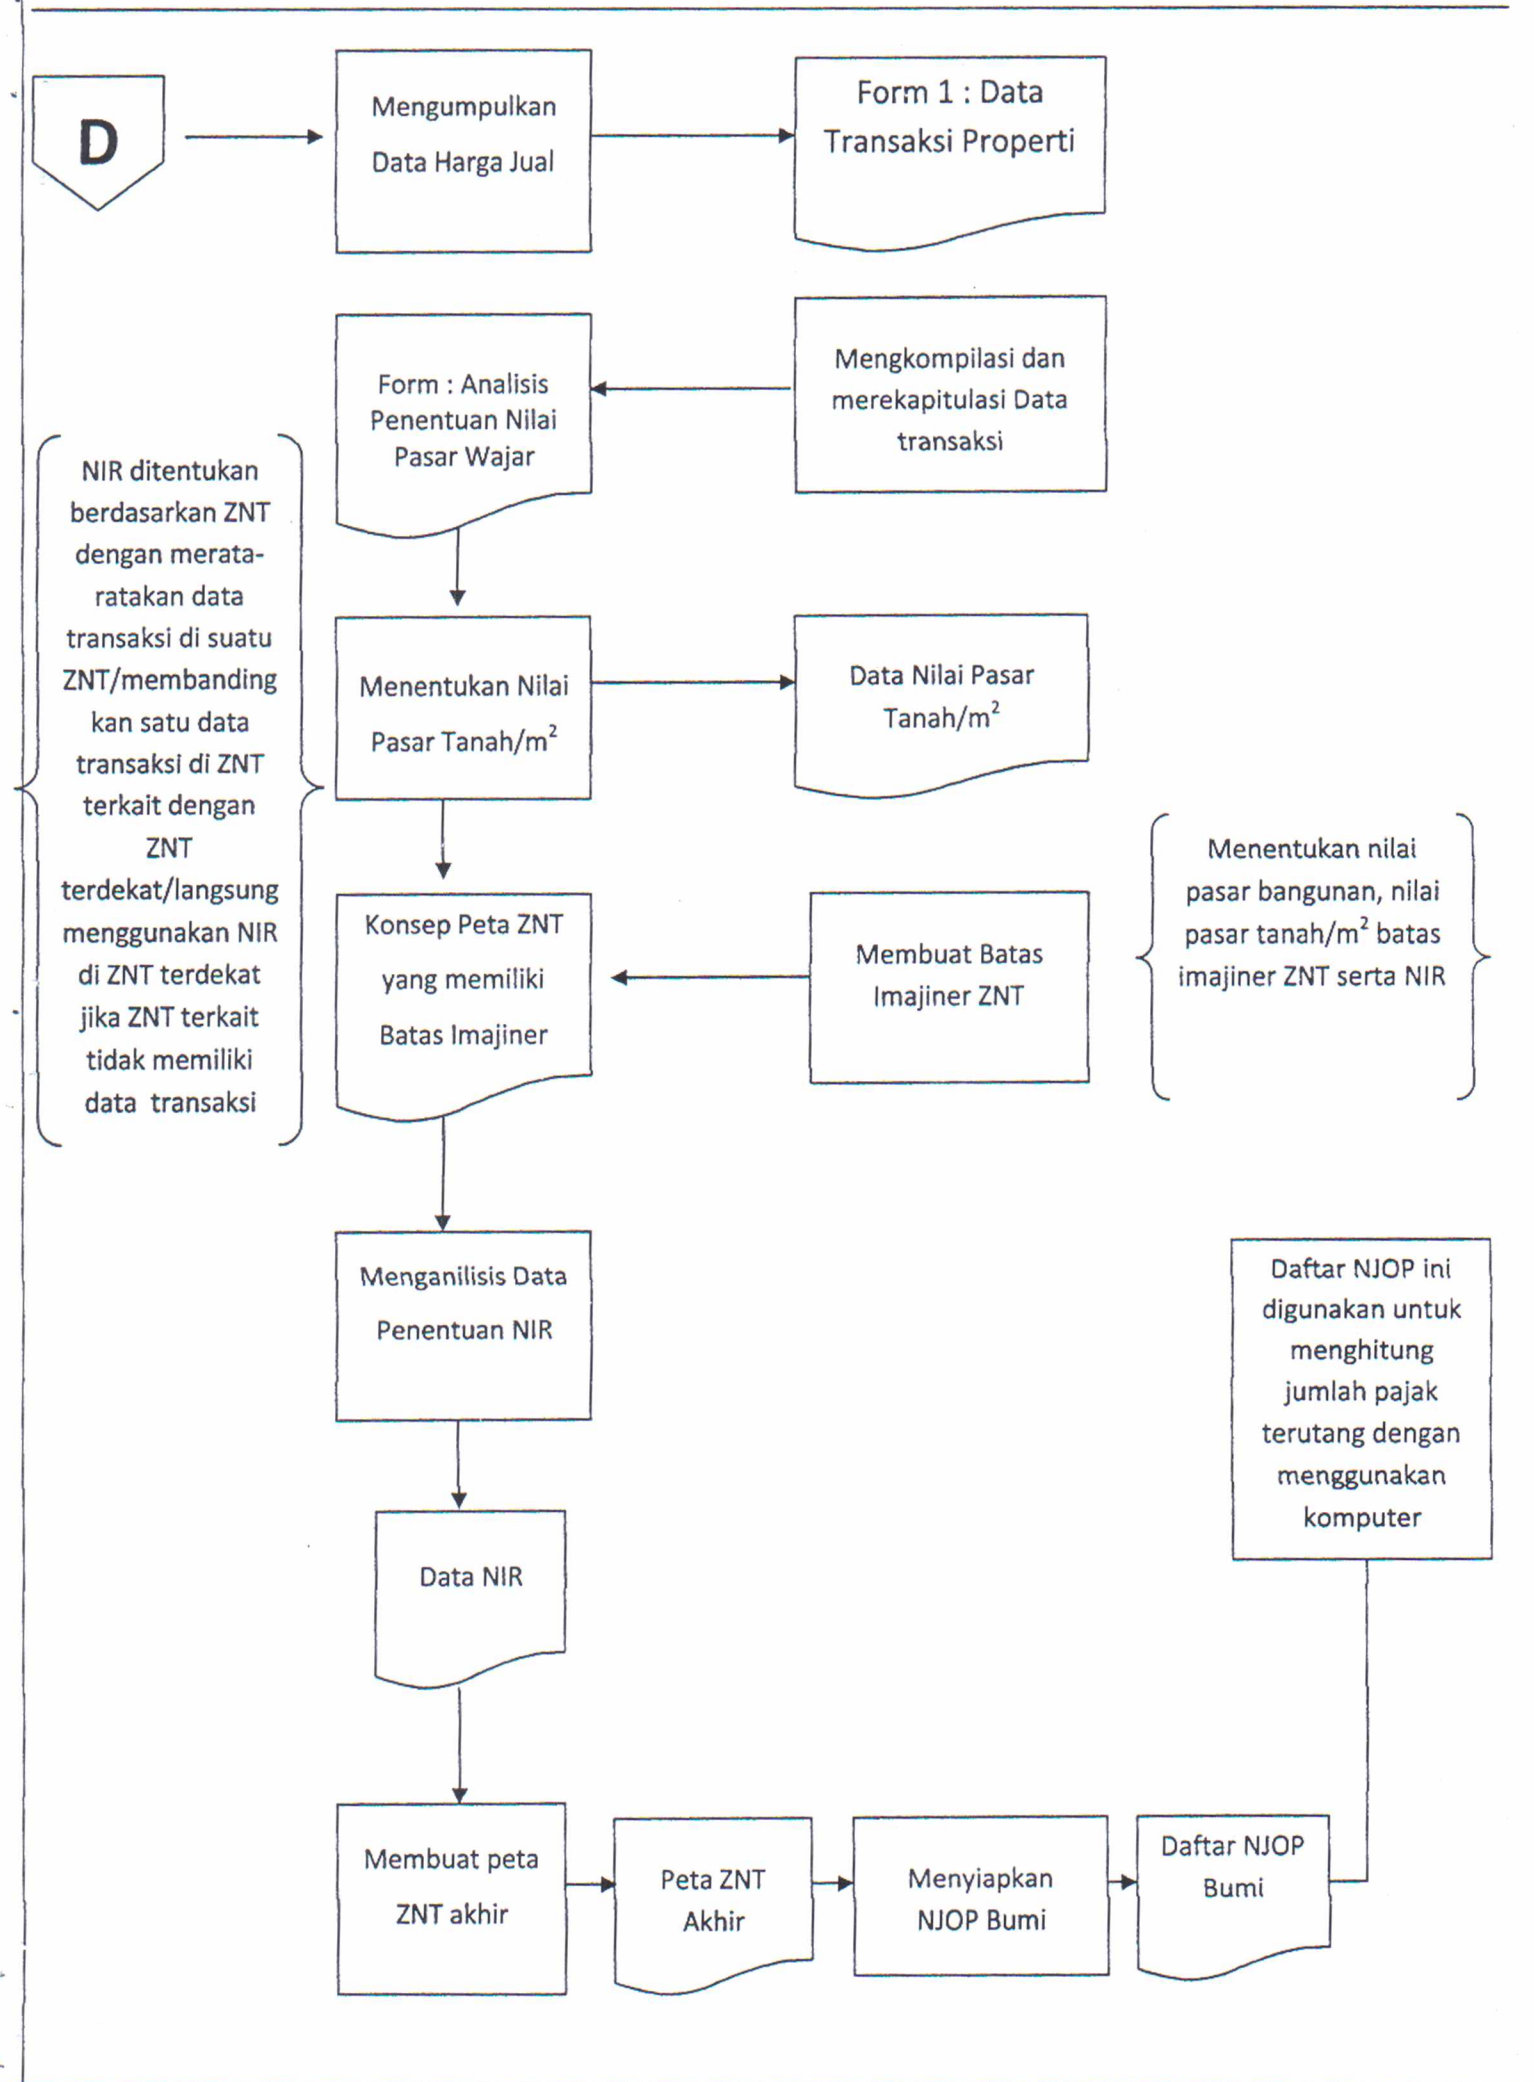 D
Mengumpulkan
Data Harga Jual
Form 1 : Data
Transaksi Properti
Form : Analisis
Penentuan Nilai
Pasar Wajar
Mengkompilasi dan
merekapitulasi Data
transaksi
NIR ditentukan
berdasarkan ZNT
dengan merata-
ratakan data
transaksi di suatu
ZNT/membanding
kan satu data
transaksi di ZNT
terkait dengan
ZNT
terdekat/langsung
menggunakan NIR
di ZNT terdekat
jika ZNT terkait
tidak memiliki
data transaksi
Menentukan Nilai
Pasar Tanah/m²
Data Nilai Pasar
Tanah/m²
Konsep Peta ZNT
yang memiliki
Batas Imajiner
Membuat Batas
Imajiner ZNT
Menentukan nilai
pasar bangunan, nilai
pasar tanah/m² batas
imajiner ZNT serta NIR
Menganilisis Data
Penentuan NIR
Daftar NJOP ini
digunakan untuk
menghitung
jumlah pajak
terutang dengan
menggunakan
komputer
Data NIR
Membuat peta
ZNT akhir
Peta ZNT
Akhir
Menyiapkan
NJOP Bumi
Daftar NJOP
Bumi